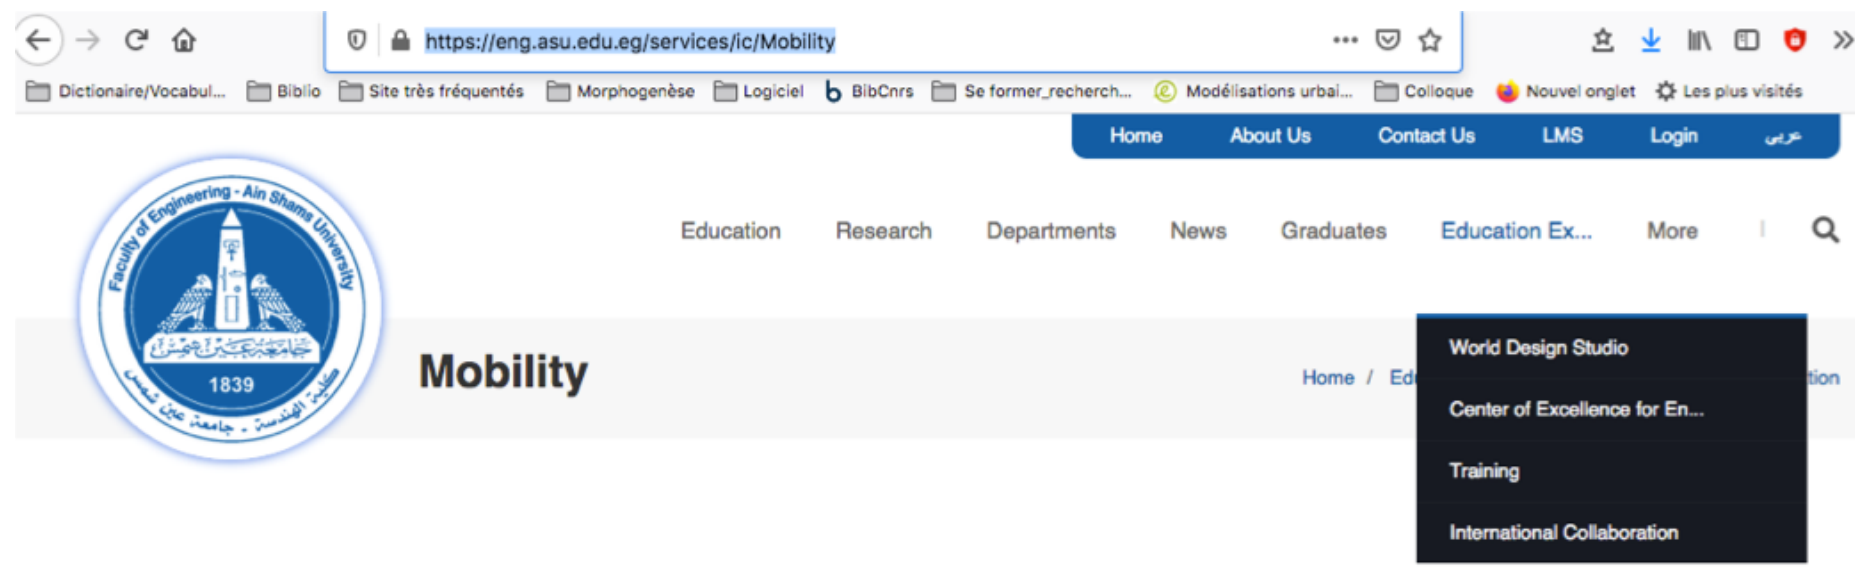 https://eng.asu.edu.eg/services/ic/Mobility
Dictionaire/Vocabul... Biblio Site très fréquentés Morphogenèse Logiciel BibCnrs Se former_recherch... Modélisations urbai... Colloque Nouvel onglet Les plus visités
Home About Us Contact Us LMS Login عربى
Faculty of Engineering - Ain Shams University
Education Research Departments News Graduates Education Ex... More
جامعة عين شمس
1839
كلية الهندسة - جامعة عين شمس
Mobility
Home / Edu tion
World Design Studio
Center of Excellence for En...
Training
International Collaboration